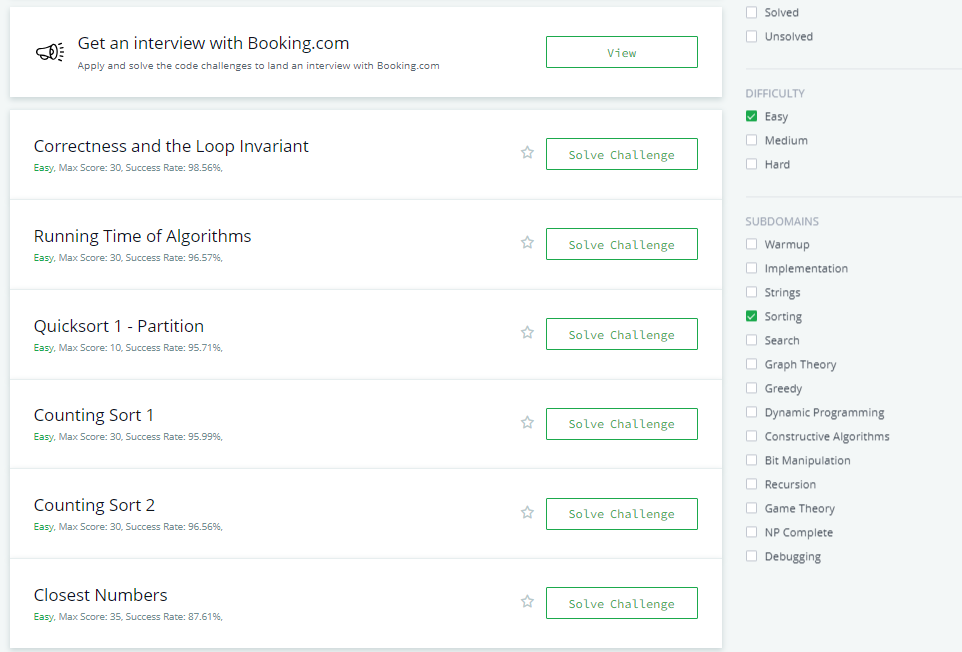 Get an interview with Booking.com
Apply and solve the code challenges to land an interview with Booking.com
View
Correctness and the Loop Invariant
Easy, Max Score: 30, Success Rate: 98.56%,
Solve Challenge
Running Time of Algorithms
Easy, Max Score: 30, Success Rate: 96.57%,
Solve Challenge
Quicksort 1 - Partition
Easy, Max Score: 10, Success Rate: 95.71%,
Solve Challenge
Counting Sort 1
Easy, Max Score: 30, Success Rate: 95.99%,
Solve Challenge
Counting Sort 2
Easy, Max Score: 30, Success Rate: 96.56%,
Solve Challenge
Closest Numbers
Easy, Max Score: 35, Success Rate: 87.61%,
Solve Challenge
Solved
Unsolved
DIFFICULTY
Easy
Medium
Hard
SUBDOMAINS
Warmup
Implementation
Strings
Sorting
Search
Graph Theory
Greedy
Dynamic Programming
Constructive Algorithms
Bit Manipulation
Recursion
Game Theory
NP Complete
Debugging